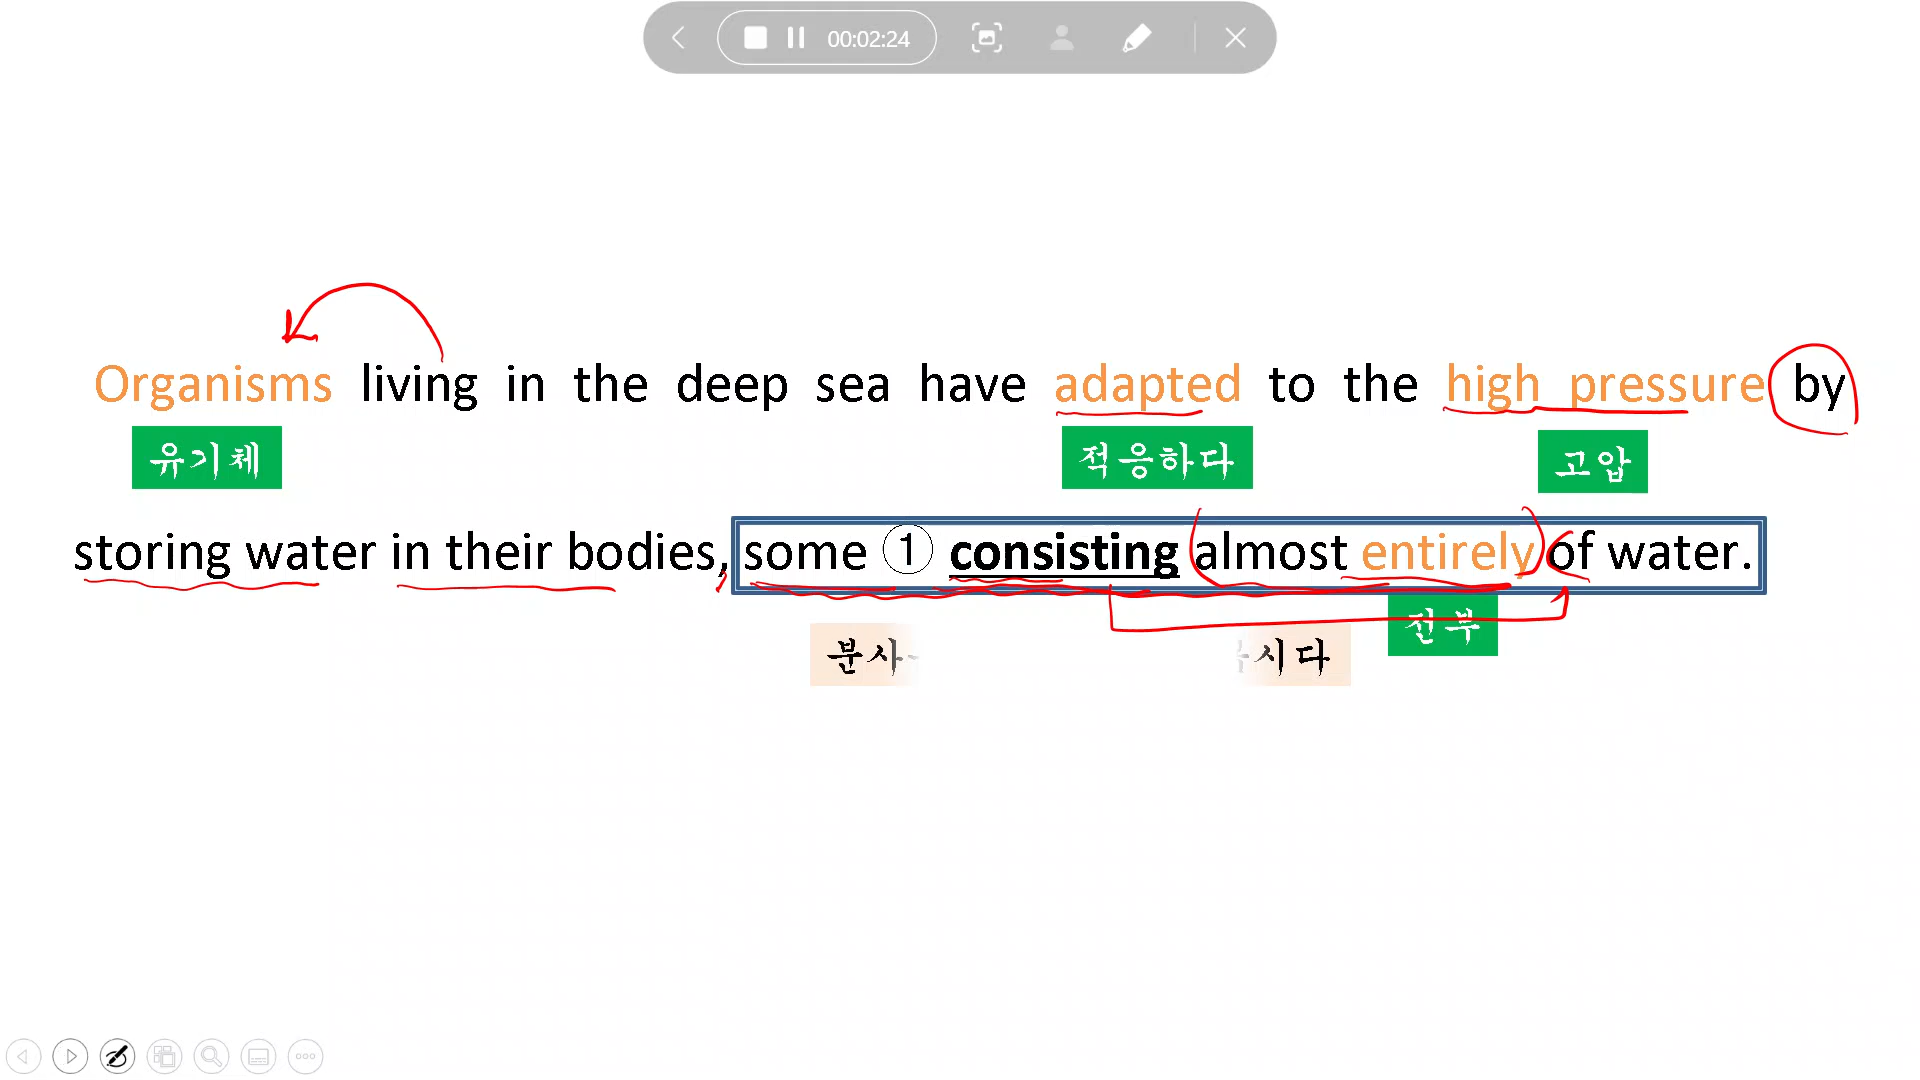 00:02:24
Organisms living in the deep sea have adapted to the high pressure by
유기체 적응하다 고압
storing water in their bodies, some ① consisting almost entirely of water.
전부
분사 시다